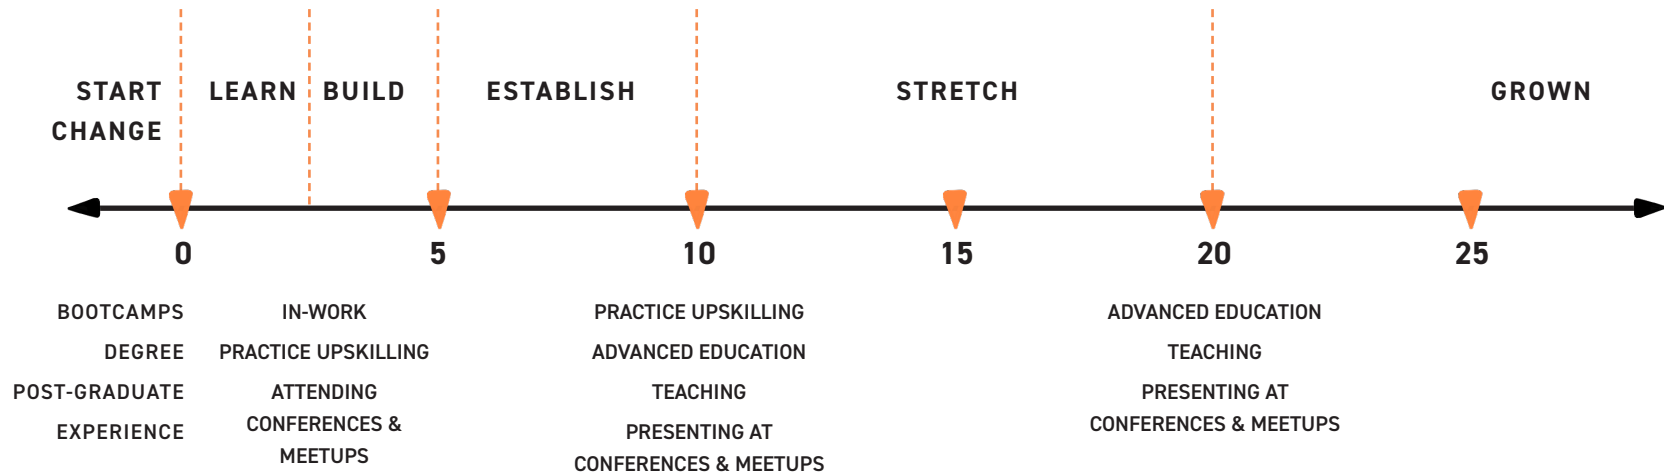 START
CHANGE
LEARN
BUILD
ESTABLISH
STRETCH
GROWN
0
5
10
15
20
25
BOOTCAMPS
DEGREE
POST-GRADUATE
EXPERIENCE
IN-WORK
PRACTICE UPSKILLING
ATTENDING
CONFERENCES &
MEETUPS
PRACTICE UPSKILLING
ADVANCED EDUCATION
TEACHING
PRESENTING AT
CONFERENCES & MEETUPS
ADVANCED EDUCATION
TEACHING
PRESENTING AT
CONFERENCES & MEETUPS